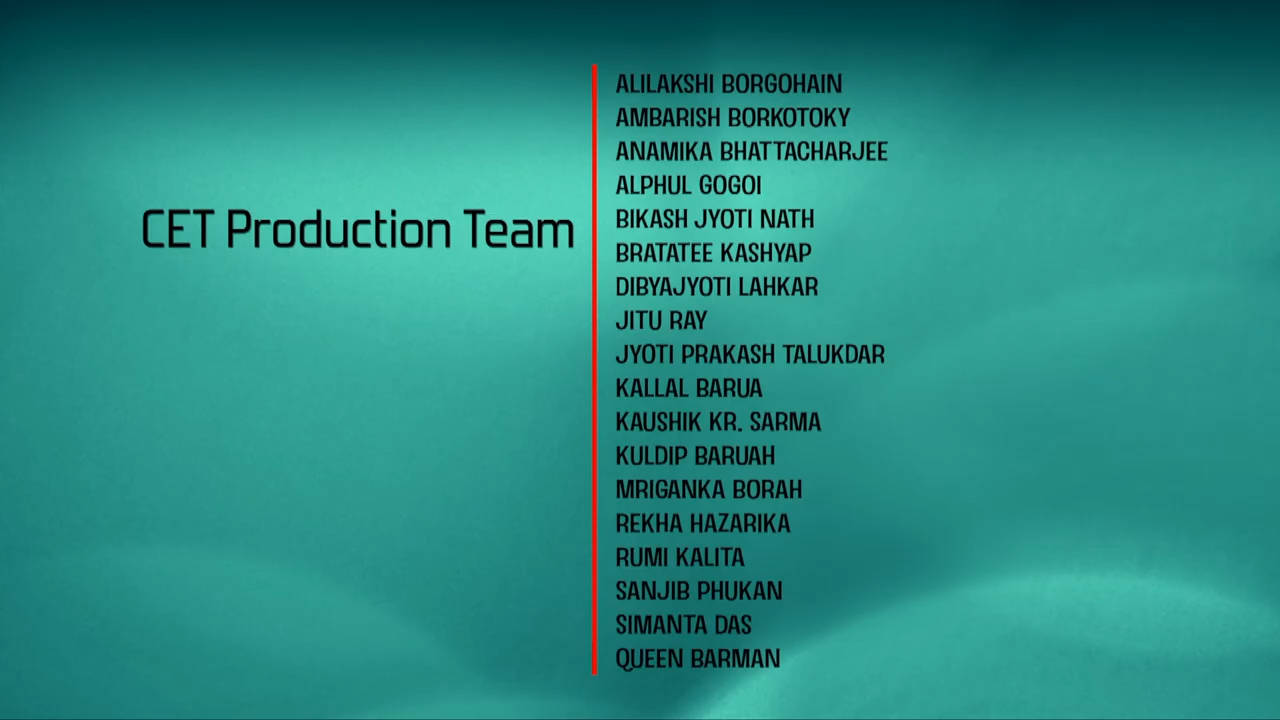 CET Production Team
ALILAKSHI BORGOHAIN
AMBARISH BORKOTOKY
ANAMIKA BHATTACHARJEE
ALPHUL GOGOI
BIKASH JYOTI NATH
BRATATEE KASHYAP
DIBYAJYOTI LAHKAR
JITU RAY
JYOTI PRAKASH TALUKDAR
KALLAL BARUA
KAUSHIK KR. SARMA
KULDIP BARUAH
MRIGANKA BORAH
REKHA HAZARIKA
RUMI KALITA
SANJIB PHUKAN
SIMANTA DAS
QUEEN BARMAN